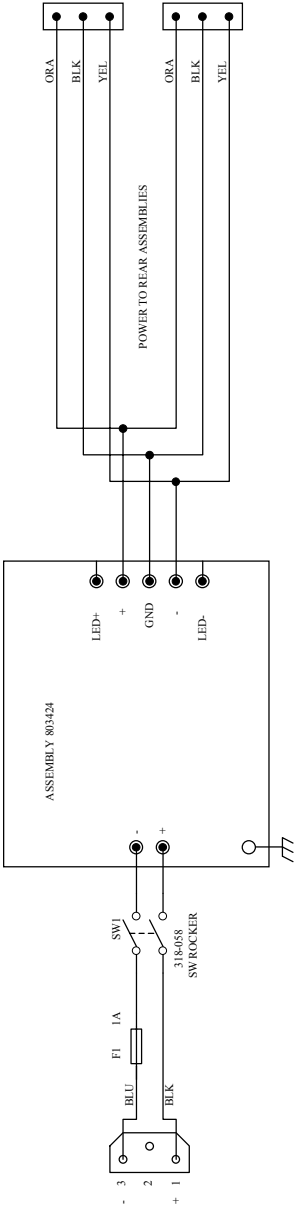 ORA
BLK
YEL
ORA
BLK
YEL
POWER TO REAR ASSEMBLIES
LED+
+
GND
-
LED-
ASSEMBLY 803424
-
+
SW1
318-058
SW ROCKER
F1 1A
BLU
BLK
- 3
2
+ 1